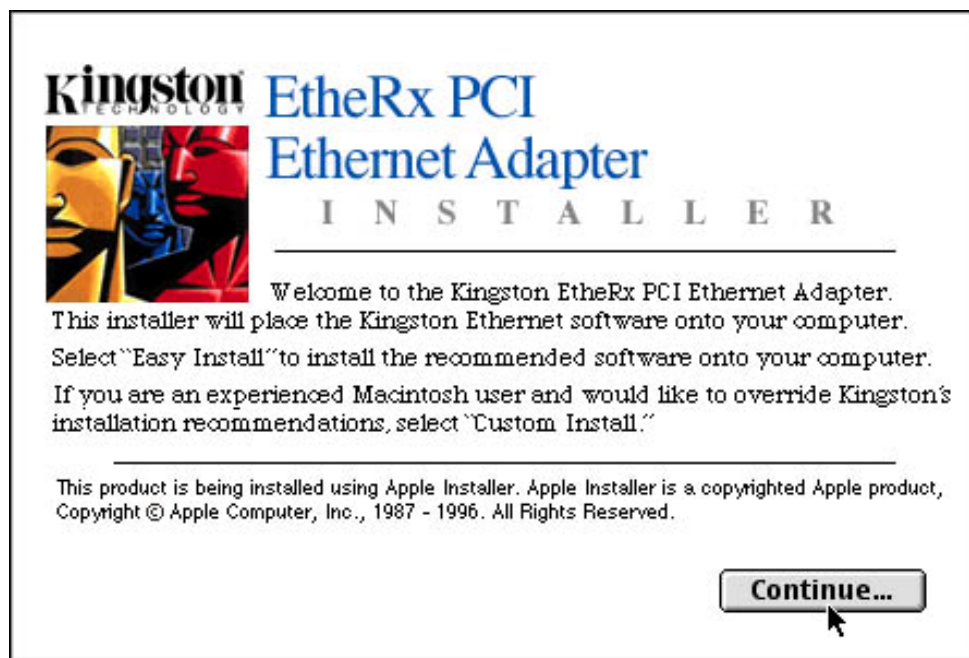 Kingston
TECHNOLOGY
EtheRx PCI
Ethernet Adapter
INSTALLER
Welcome to the Kingston EtheRx PCI Ethernet Adapter.
This installer will place the Kingston Ethernet software onto your computer.
Select "Easy Install" to install the recommended software onto your computer.
If you are an experienced Macintosh user and would like to override Kingston's
installation recommendations, select "Custom Install."
This product is being installed using Apple Installer. Apple Installer is a copyrighted Apple product,
Copyright © Apple Computer, Inc., 1987 - 1996. All Rights Reserved.
Continue...